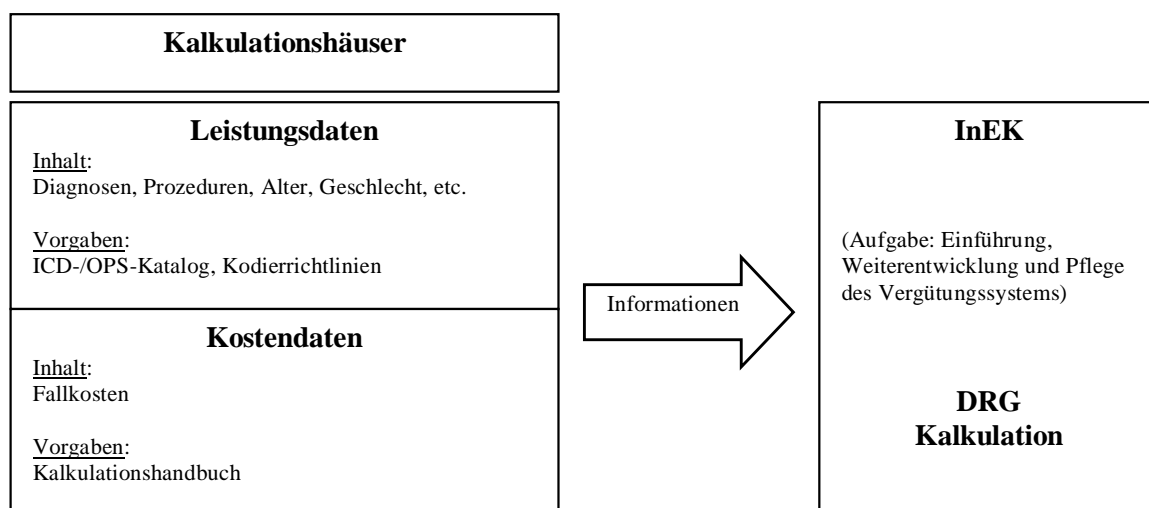 Kalkulationshäuser
Leistungsdaten
Inhalt:
Diagnosen, Prozeduren, Alter, Geschlecht, etc.
Vorgaben:
ICD-/OPS-Katalog, Kodierrichtlinien
Kostendaten
Inhalt:
Fallkosten
Vorgaben:
Kalkulationshandbuch
Informationen
InEK
(Aufgabe: Einführung,
Weiterentwicklung und Pflege
des Vergütungssystems)
DRG
Kalkulation